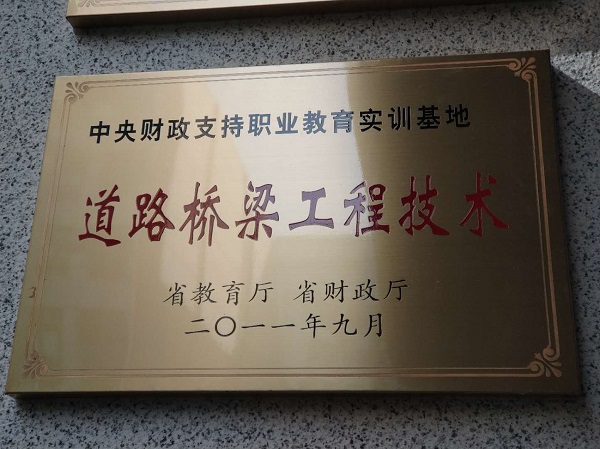 中央财政支持职业教育实训基地
道路桥梁工程技术
省教育厅 省财政厅
二〇一一年九月